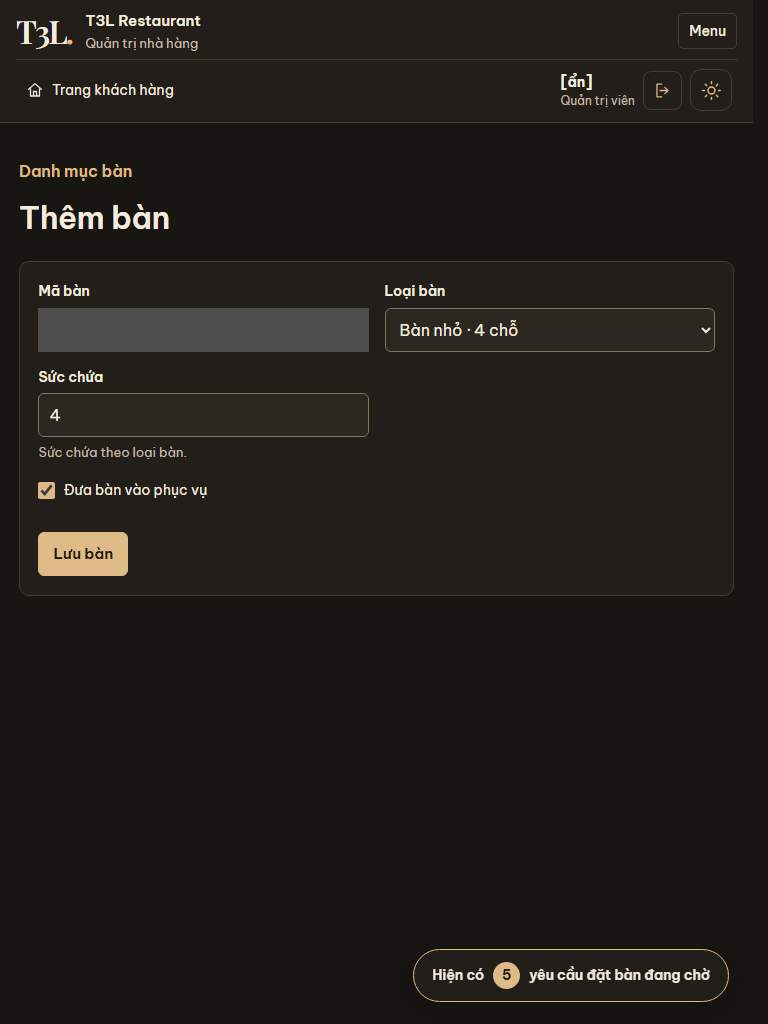 T3L.
T3L Restaurant
Quản trị nhà hàng
Menu
Trang khách hàng
[ẩn]
Quản trị viên
Danh mục bàn
Thêm bàn
Mã bàn
Loại bàn
Bàn nhỏ · 4 chỗ
Sức chứa
4
Sức chứa theo loại bàn.
Đưa bàn vào phục vụ
Lưu bàn
Hiện có 5 yêu cầu đặt bàn đang chờ